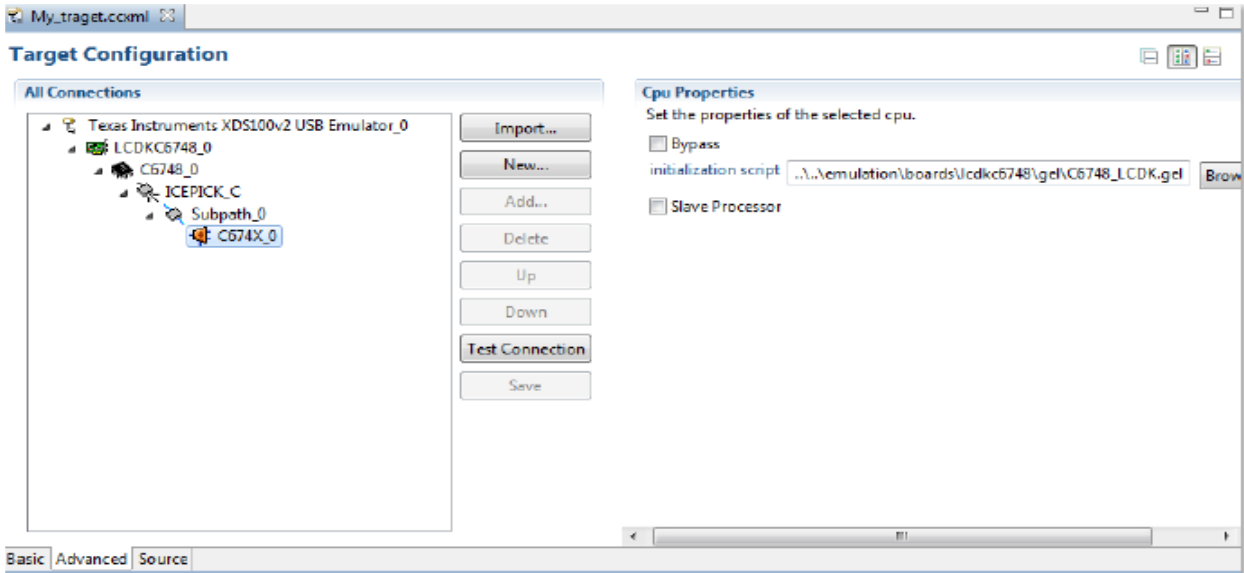 My_traget.ccxml
Target Configuration
All Connections
Texas Instruments XDS100v2 USB Emulator_0
LCDKC6748_0
C6748_0
ICEPICK_C
Subpath_0
C674X_0
Import...
New...
Add...
Delete
Up
Down
Test Connection
Save
Cpu Properties
Set the properties of the selected cpu.
Bypass
initialization script ..\..\emulation\boards\lcdkc6748\gel\C6748_LCDK.gel Brow
Slave Processor
Basic Advanced Source